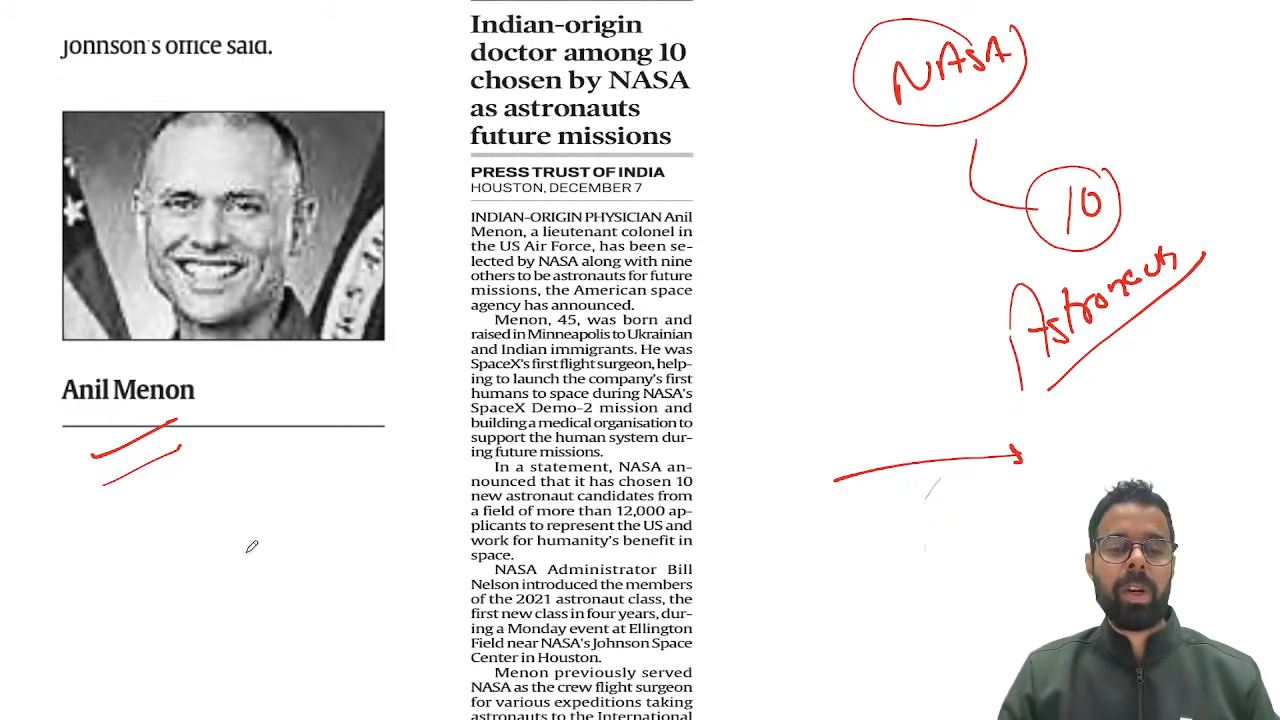 Johnson's office said.
Anil Menon
Indian-origin
doctor among 10
chosen by NASA
as astronauts
future missions
PRESS TRUST OF INDIA
HOUSTON, DECEMBER 7
INDIAN-ORIGIN PHYSICIAN Anil
Menon, a lieutenant colonel in
the US Air Force, has been se-
lected by NASA along with nine
others to be astronauts for future
missions, the American space
agency has announced.
Menon, 45, was born and
raised in Minneapolis to Ukrainian
and Indian immigrants. He was
SpaceX's first flight surgeon, help-
ing to launch the company's first
humans to space during NASA's
SpaceX Demo-2 mission and
building a medical organisation to
support the human system dur-
ing future missions.
In a statement, NASA an-
nounced that it has chosen 10
new astronaut candidates from
a field of more than 12,000 ap-
plicants to represent the US and
work for humanity's benefit in
space.
NASA Administrator Bill
Nelson introduced the members
of the 2021 astronaut class, the
first new class in four years, dur-
ing a Monday event at Ellington
Field near NASA's Johnson Space
Center in Houston.
Menon previously served
NASA as the crew flight surgeon
for various expeditions taking
astronauts to the International
NASA
10
Astronauts